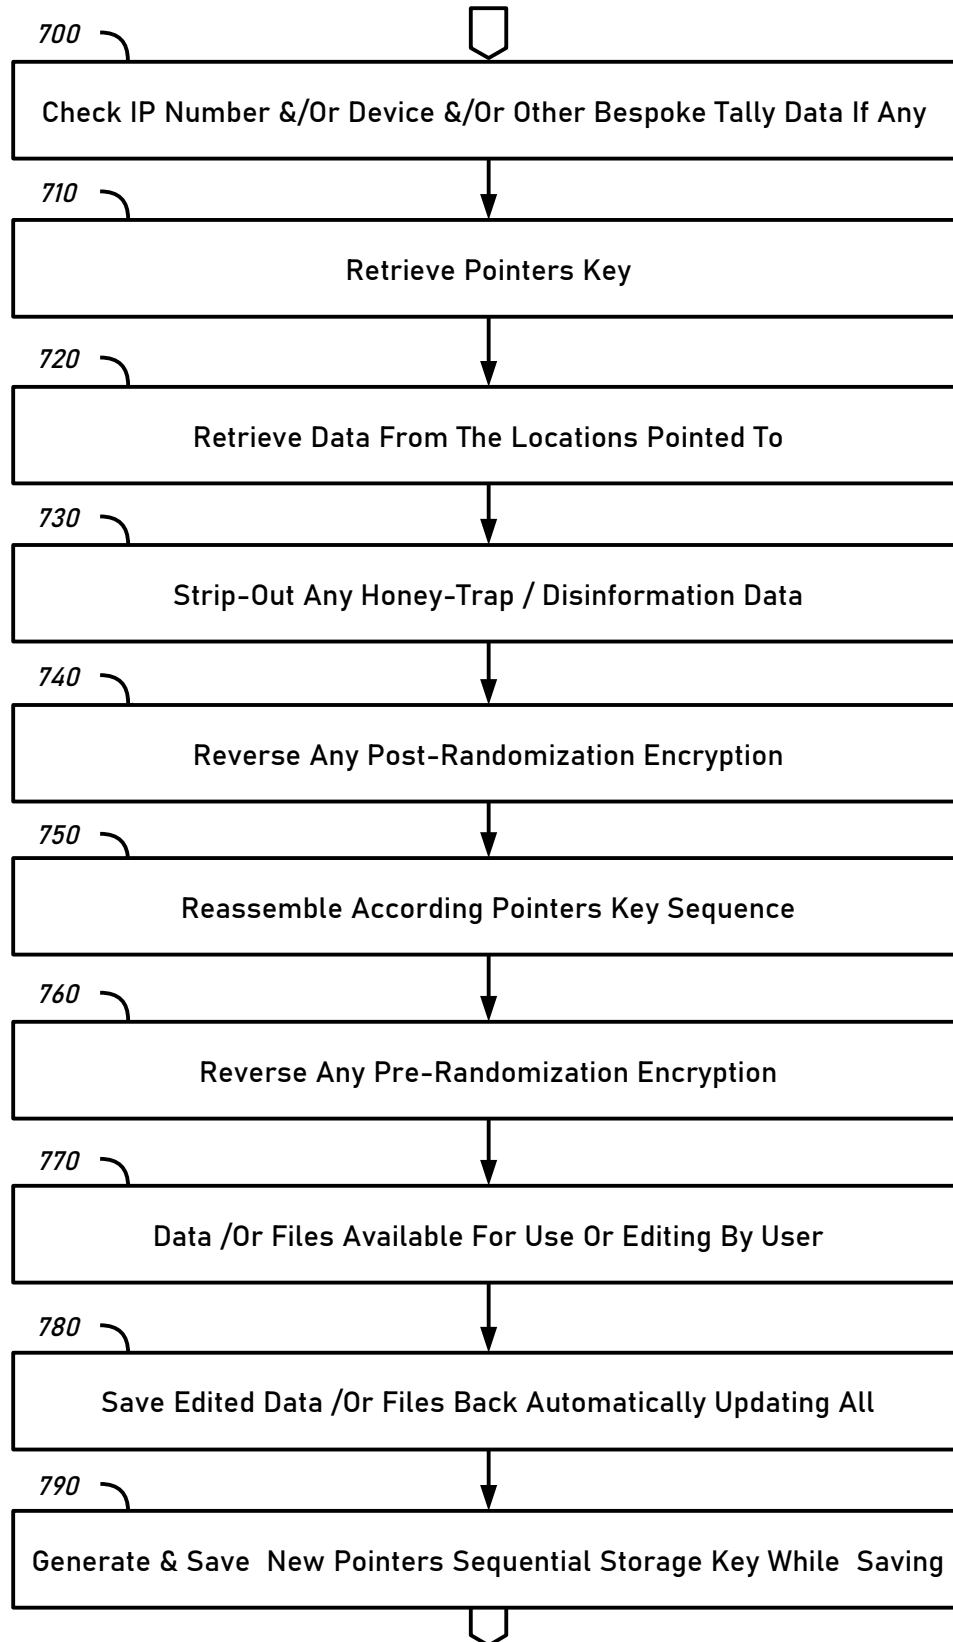 700
Check IP Number &/Or Device &/Or Other Bespoke Tally Data If Any
710
Retrieve Pointers Key
720
Retrieve Data From The Locations Pointed To
730
Strip-Out Any Honey-Trap / Disinformation Data
740
Reverse Any Post-Randomization Encryption
750
Reassemble According Pointers Key Sequence
760
Reverse Any Pre-Randomization Encryption
770
Data /Or Files Available For Use Or Editing By User
780
Save Edited Data /Or Files Back Automatically Updating All
790
Generate & Save  New Pointers Sequential Storage Key While  Saving